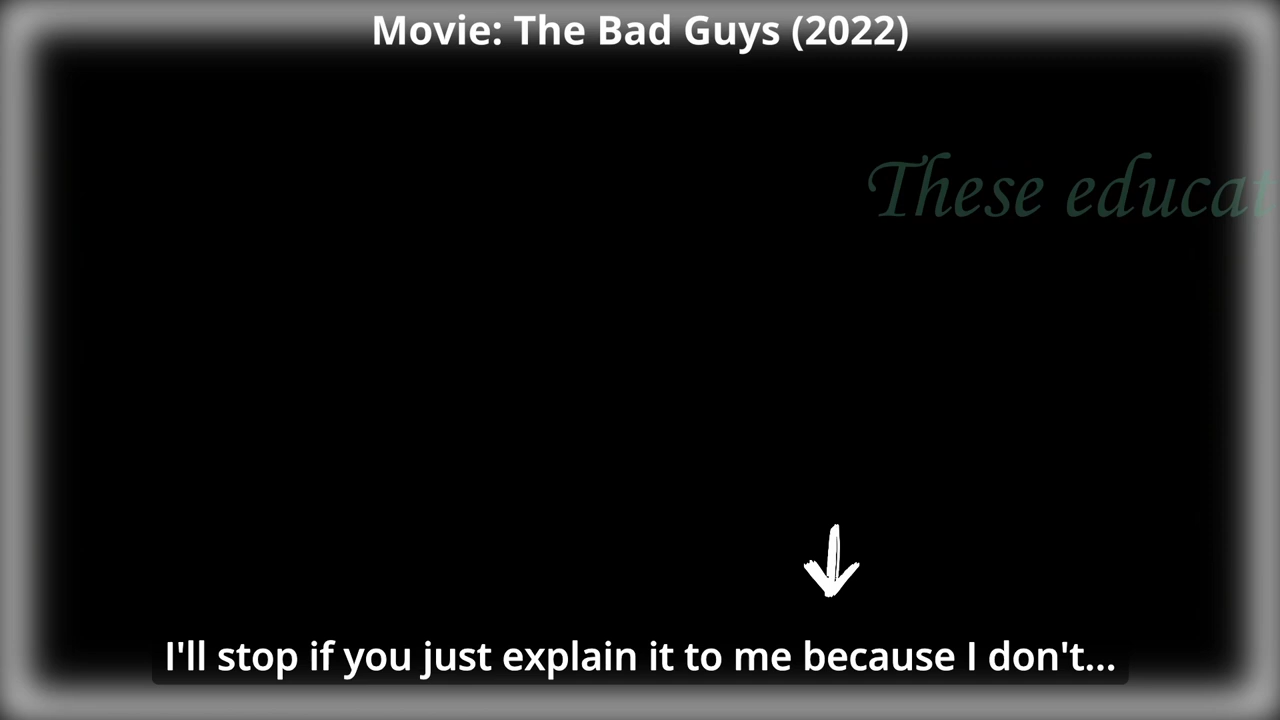 Movie: The Bad Guys (2022)
These educat
I'll stop if you just explain it to me because I don't...